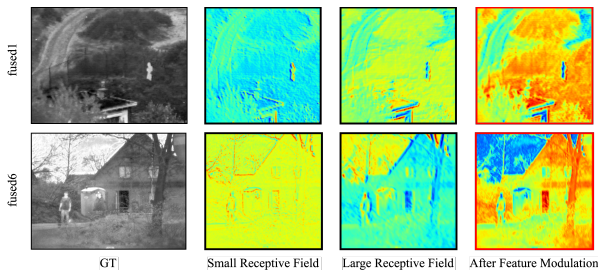 fused1
fused6
GT
Small Receptive Field
Large Receptive Field
After Feature Modulation